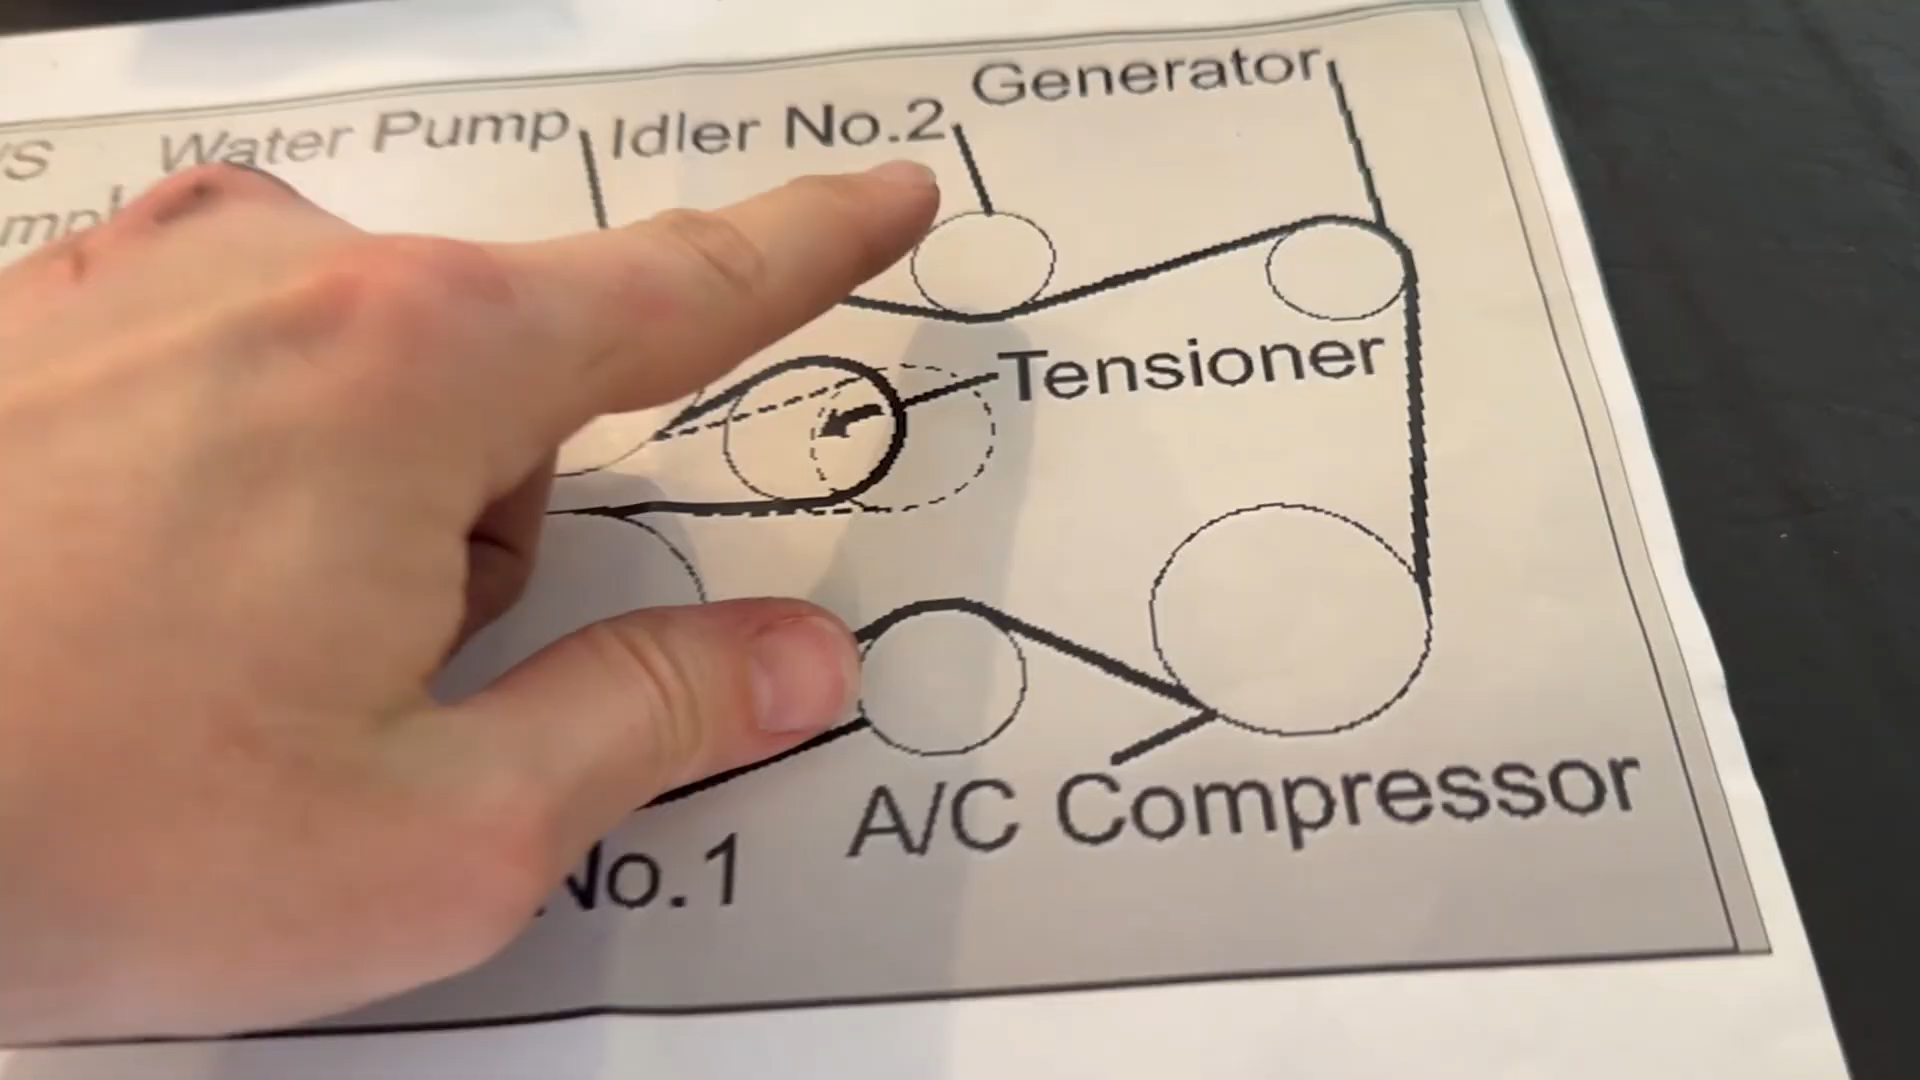 Generator
Water Pump
Idler No.2
Tensioner
A/C Compressor
No.1